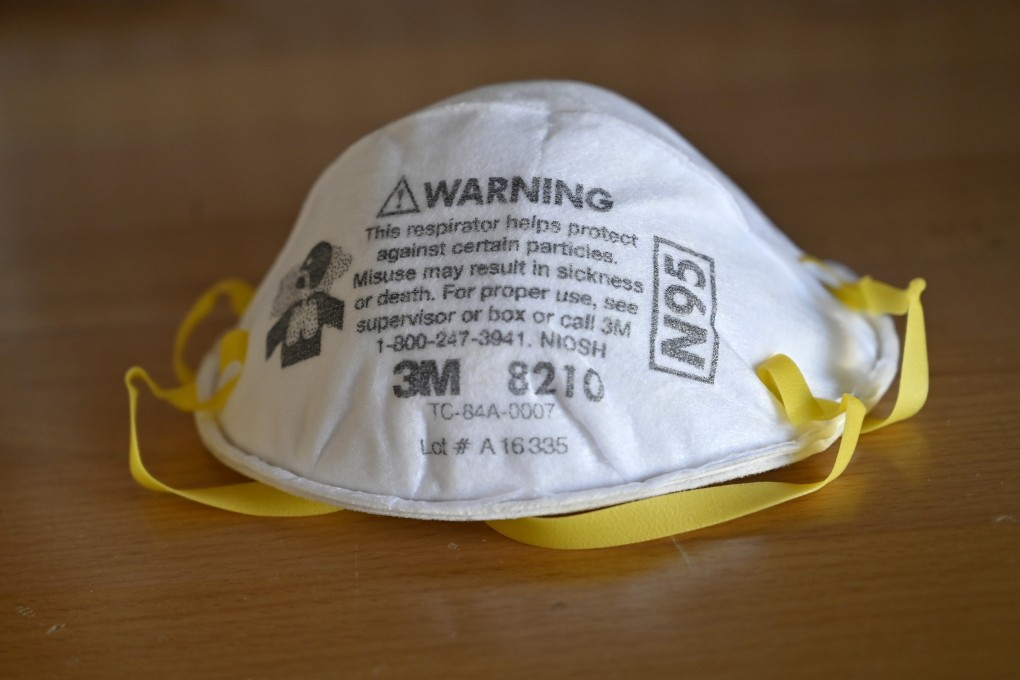 WARNING
This respirator helps protect
against certain particles.
Misuse may result in sickness
or death. For proper use, see
supervisor or box or call 3M
1-800-247-3941. NIOSH
3M 8210
TC-84A-0007
Lot # A16335
N95